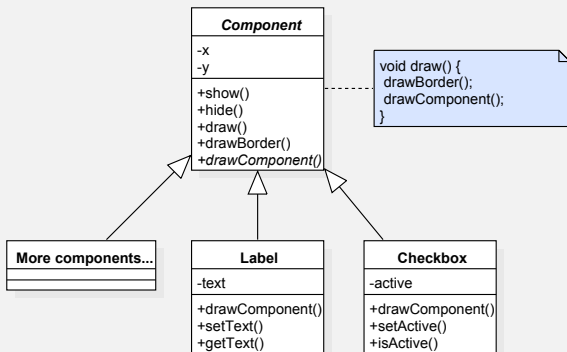 Component
-x
-y
+show()
+hide()
+draw()
+drawBorder()
+drawComponent()
void draw() {
drawBorder();
drawComponent();
}
More components...
Label
-text
+drawComponent()
+setText()
+getText()
Checkbox
-active
+drawComponent()
+setActive()
+isActive()